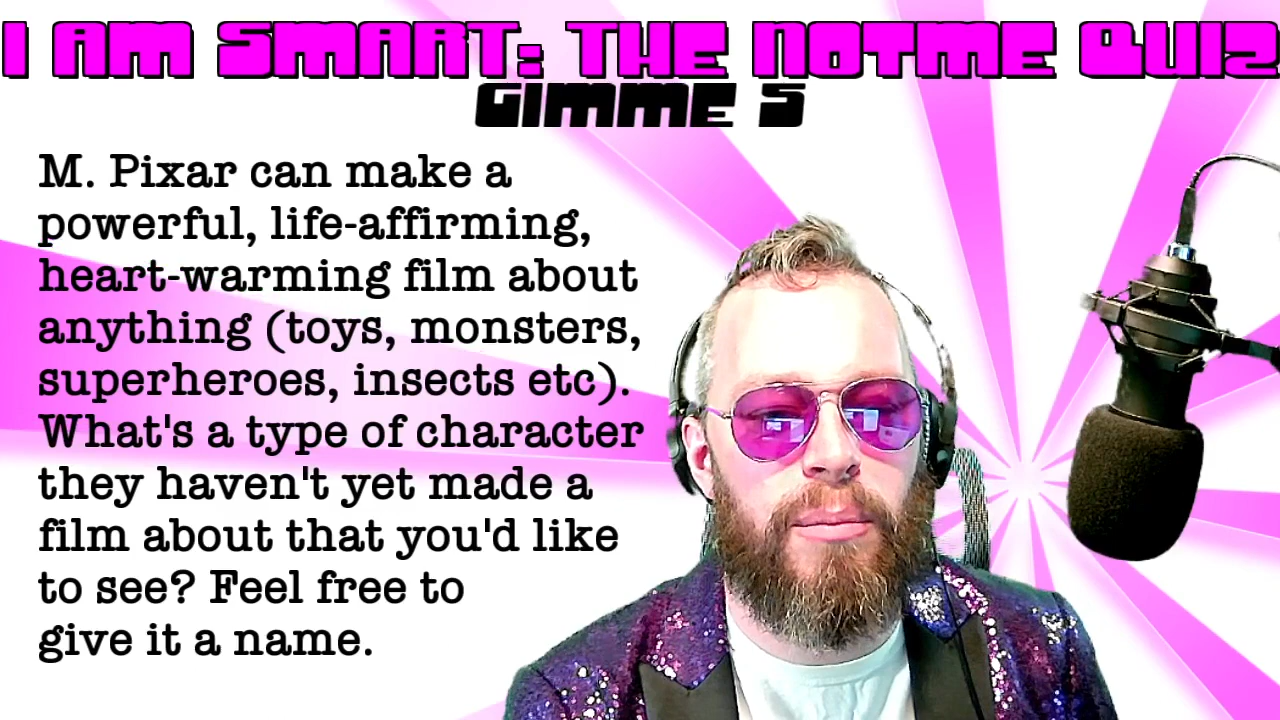 I AM SMART: THE NOTME QUIZ
GIMME 5
M. Pixar can make a
powerful, life-affirming,
heart-warming film about
anything (toys, monsters,
superheroes, insects etc).
What's a type of character
they haven't yet made a
film about that you'd like
to see? Feel free to
give it a name.